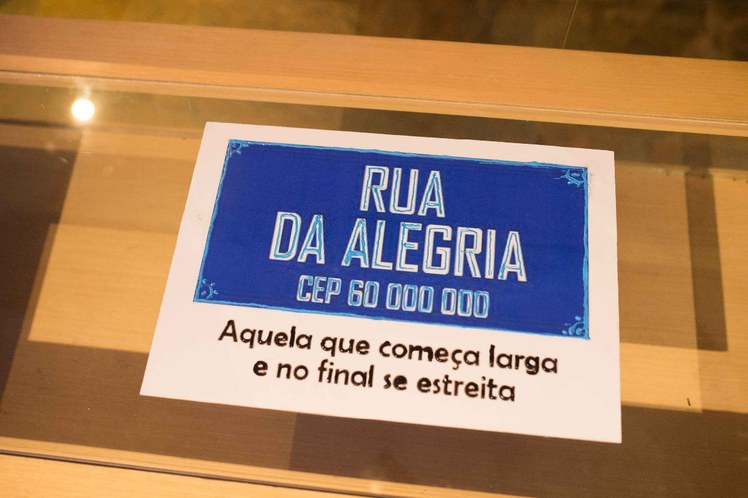 RUA
DA ALEGRIA
CEP 60 000 000
Aquela que começa larga
e no final se estreita